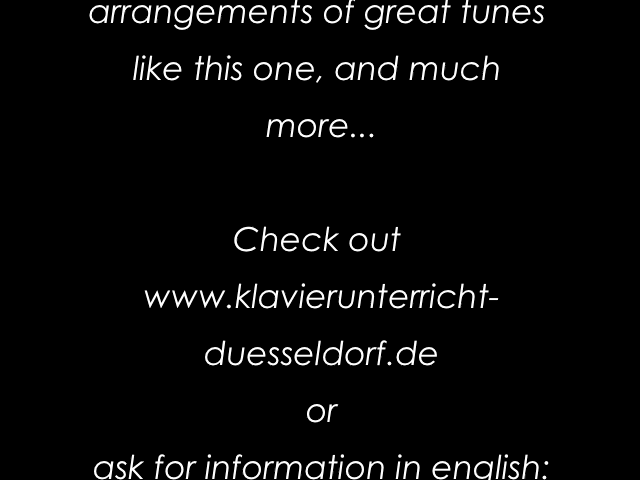 arrangements of great tunes
like this one, and much
more...
Check out
www.klavierunterricht-
duesseldorf.de
or
ask for information in english: